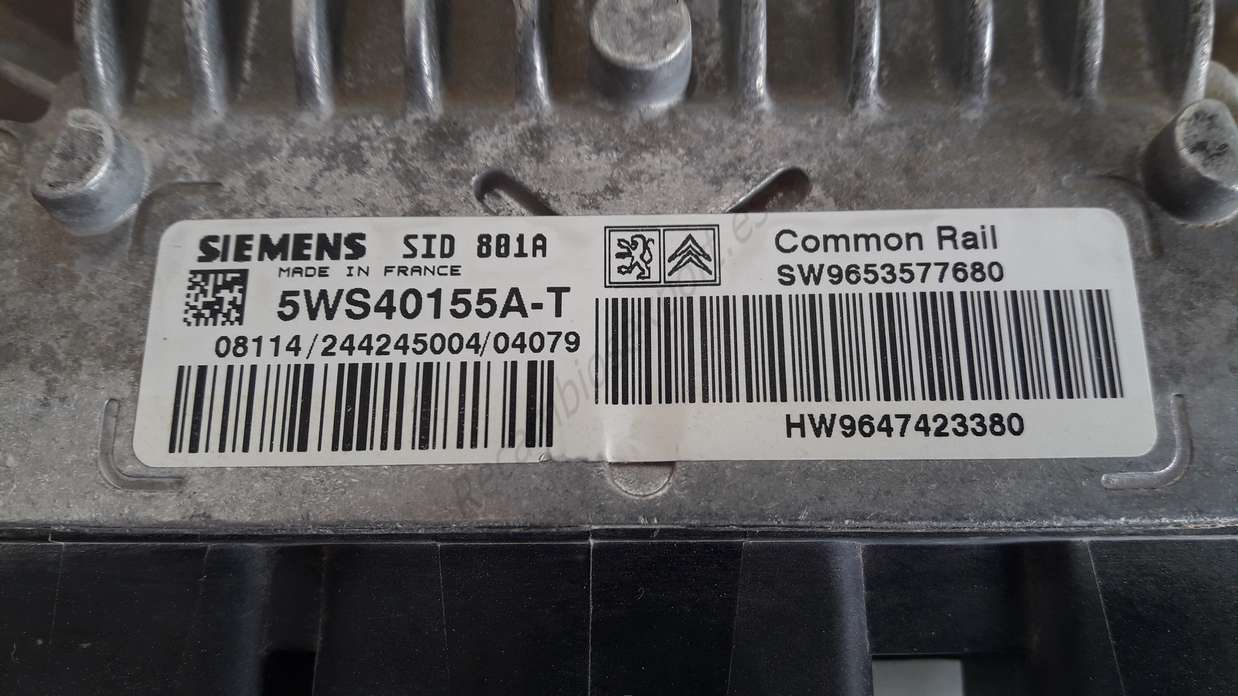 SIEMENS SID 801A
MADE IN FRANCE
5WS40155A-T
08114/244245004/04079
Common Rail
SW9653577680
HW9647423380